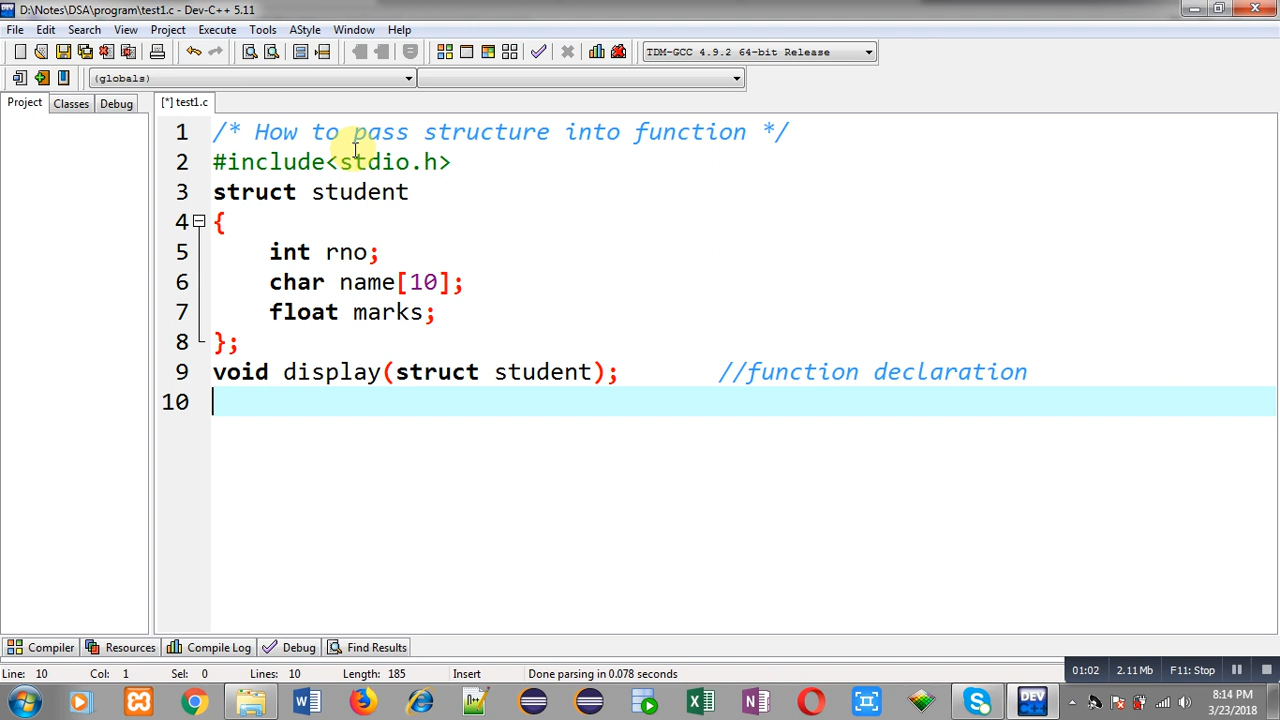 D:\Notes\DSA\program\test1.c - Dev-C++ 5.11
File Edit Search View Project Execute Tools AStyle Window Help
TDM-GCC 4.9.2 64-bit Release
(globals)
Project Classes Debug
[*] test1.c
1 /* How to pass structure into function */
2 #include<stdio.h>
3 struct student
4 {
5 int rno;
6 char name[10];
7 float marks;
8 };
9 void display(struct student); //function declaration
10
Compiler Resources Compile Log Debug Find Results
Line: 10 Col: 1 Sel: 0 Lines: 10 Length: 185 Insert Done parsing in 0.078 seconds
01:02 2.11 Mb F11: Stop
DEV
8:14 PM
3/23/2018